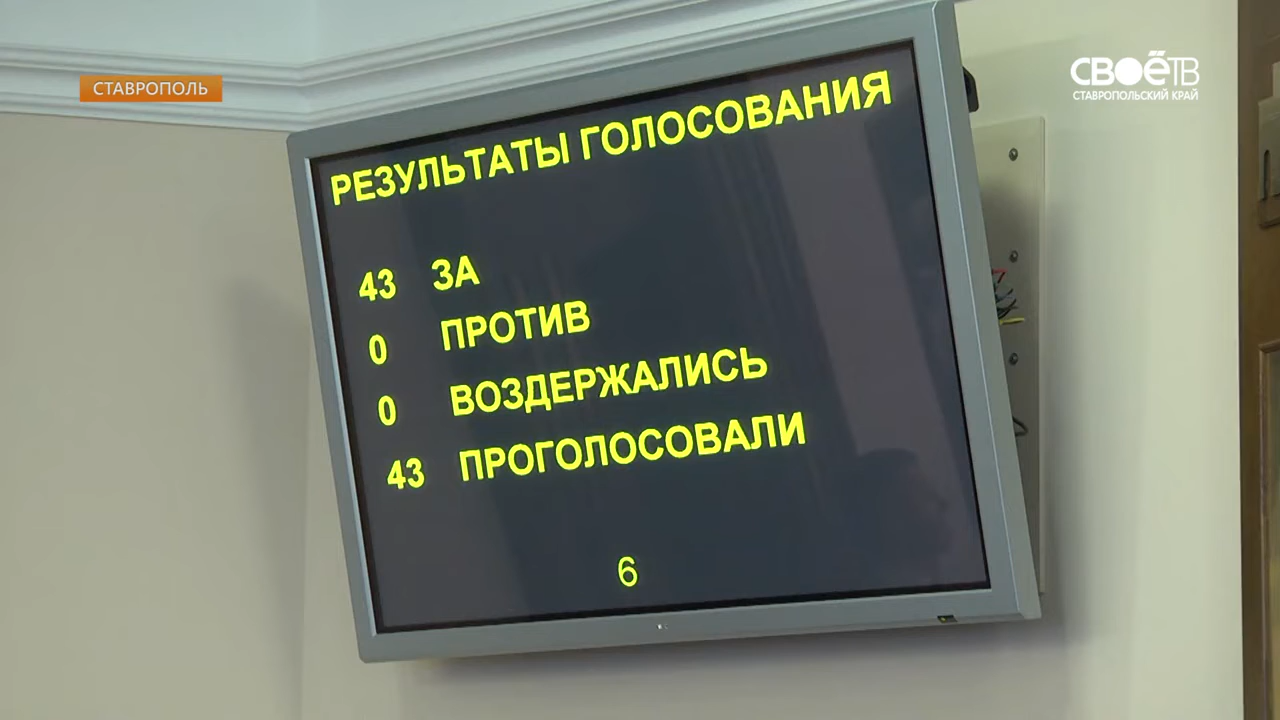 СТАВРОПОЛЬ
СВОЁТВ
СТАВРОПОЛЬСКИЙ КРАЙ
РЕЗУЛЬТАТЫ ГОЛОСОВАНИЯ
43 ЗА
0 ПРОТИВ
0 ВОЗДЕРЖАЛИСЬ
43 ПРОГОЛОСОВАЛИ
6